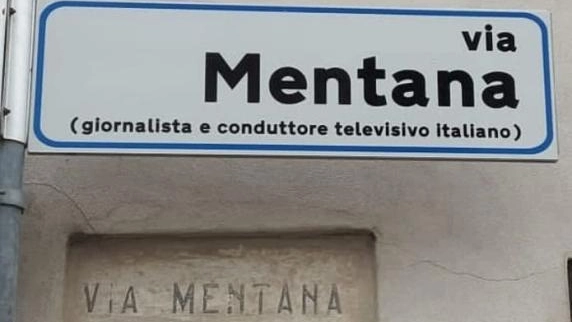 via
Mentana
(giornalista e conduttore televisivo italiano)
VIA MENTANA